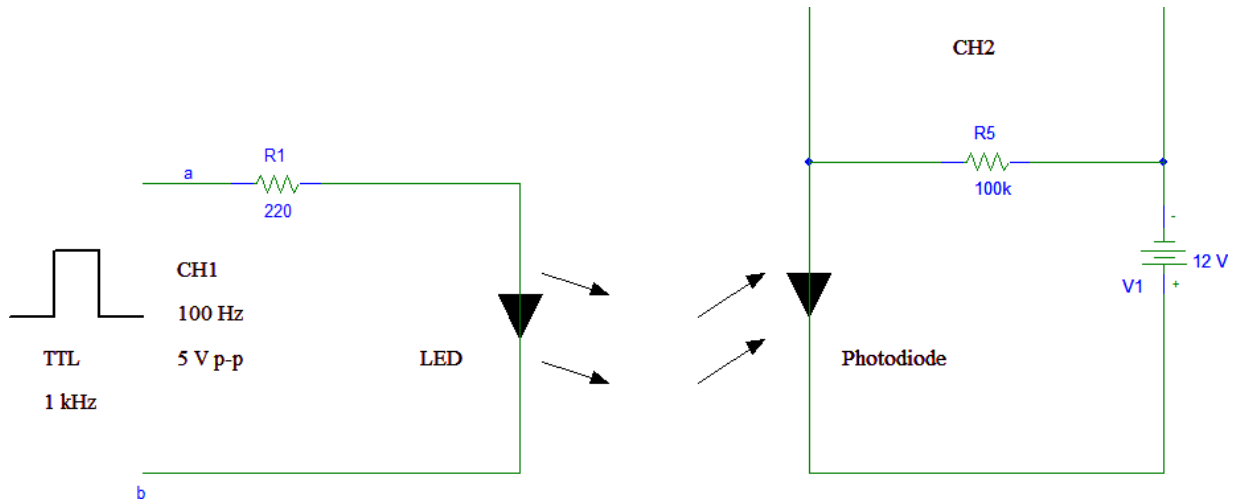 CH2
R5
100k
R1
a
220
-
12 V
V1
+
CH1
100 Hz
5 V p-p
TTL
1 kHz
LED
Photodiode
b